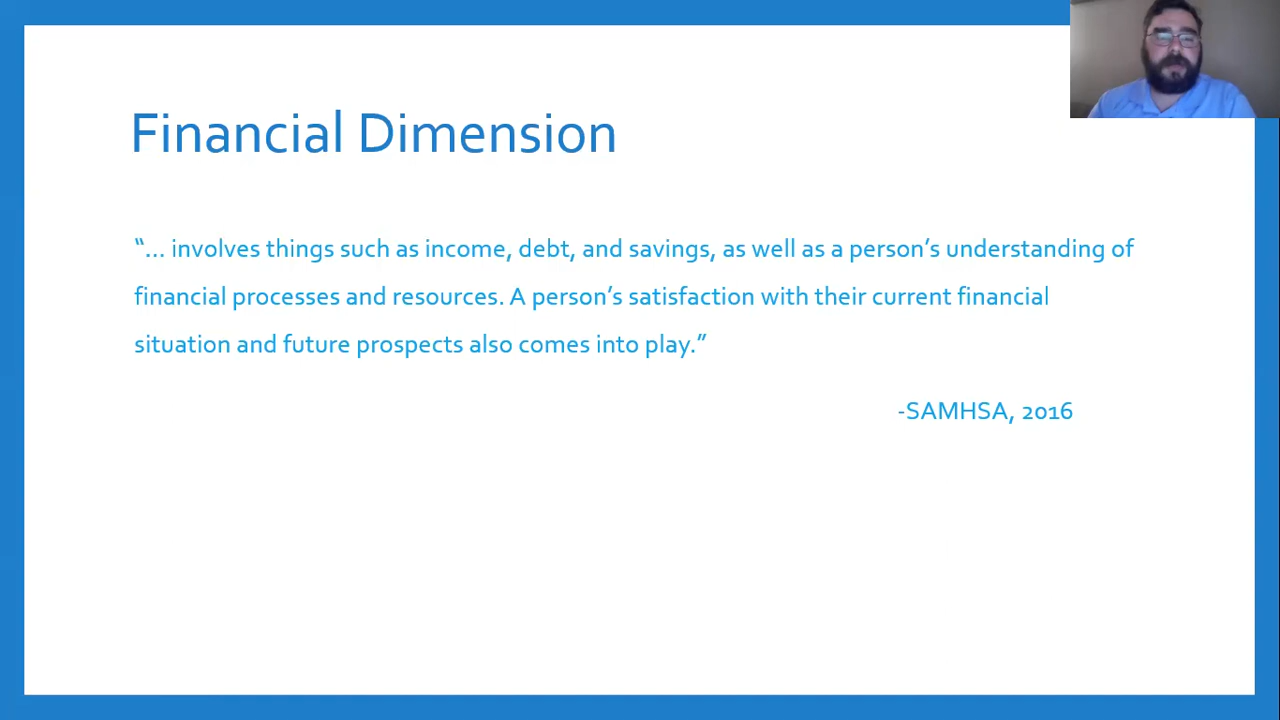 Financial Dimension
“… involves things such as income, debt, and savings, as well as a person’s understanding of
financial processes and resources. A person’s satisfaction with their current financial
situation and future prospects also comes into play.”
-SAMHSA, 2016